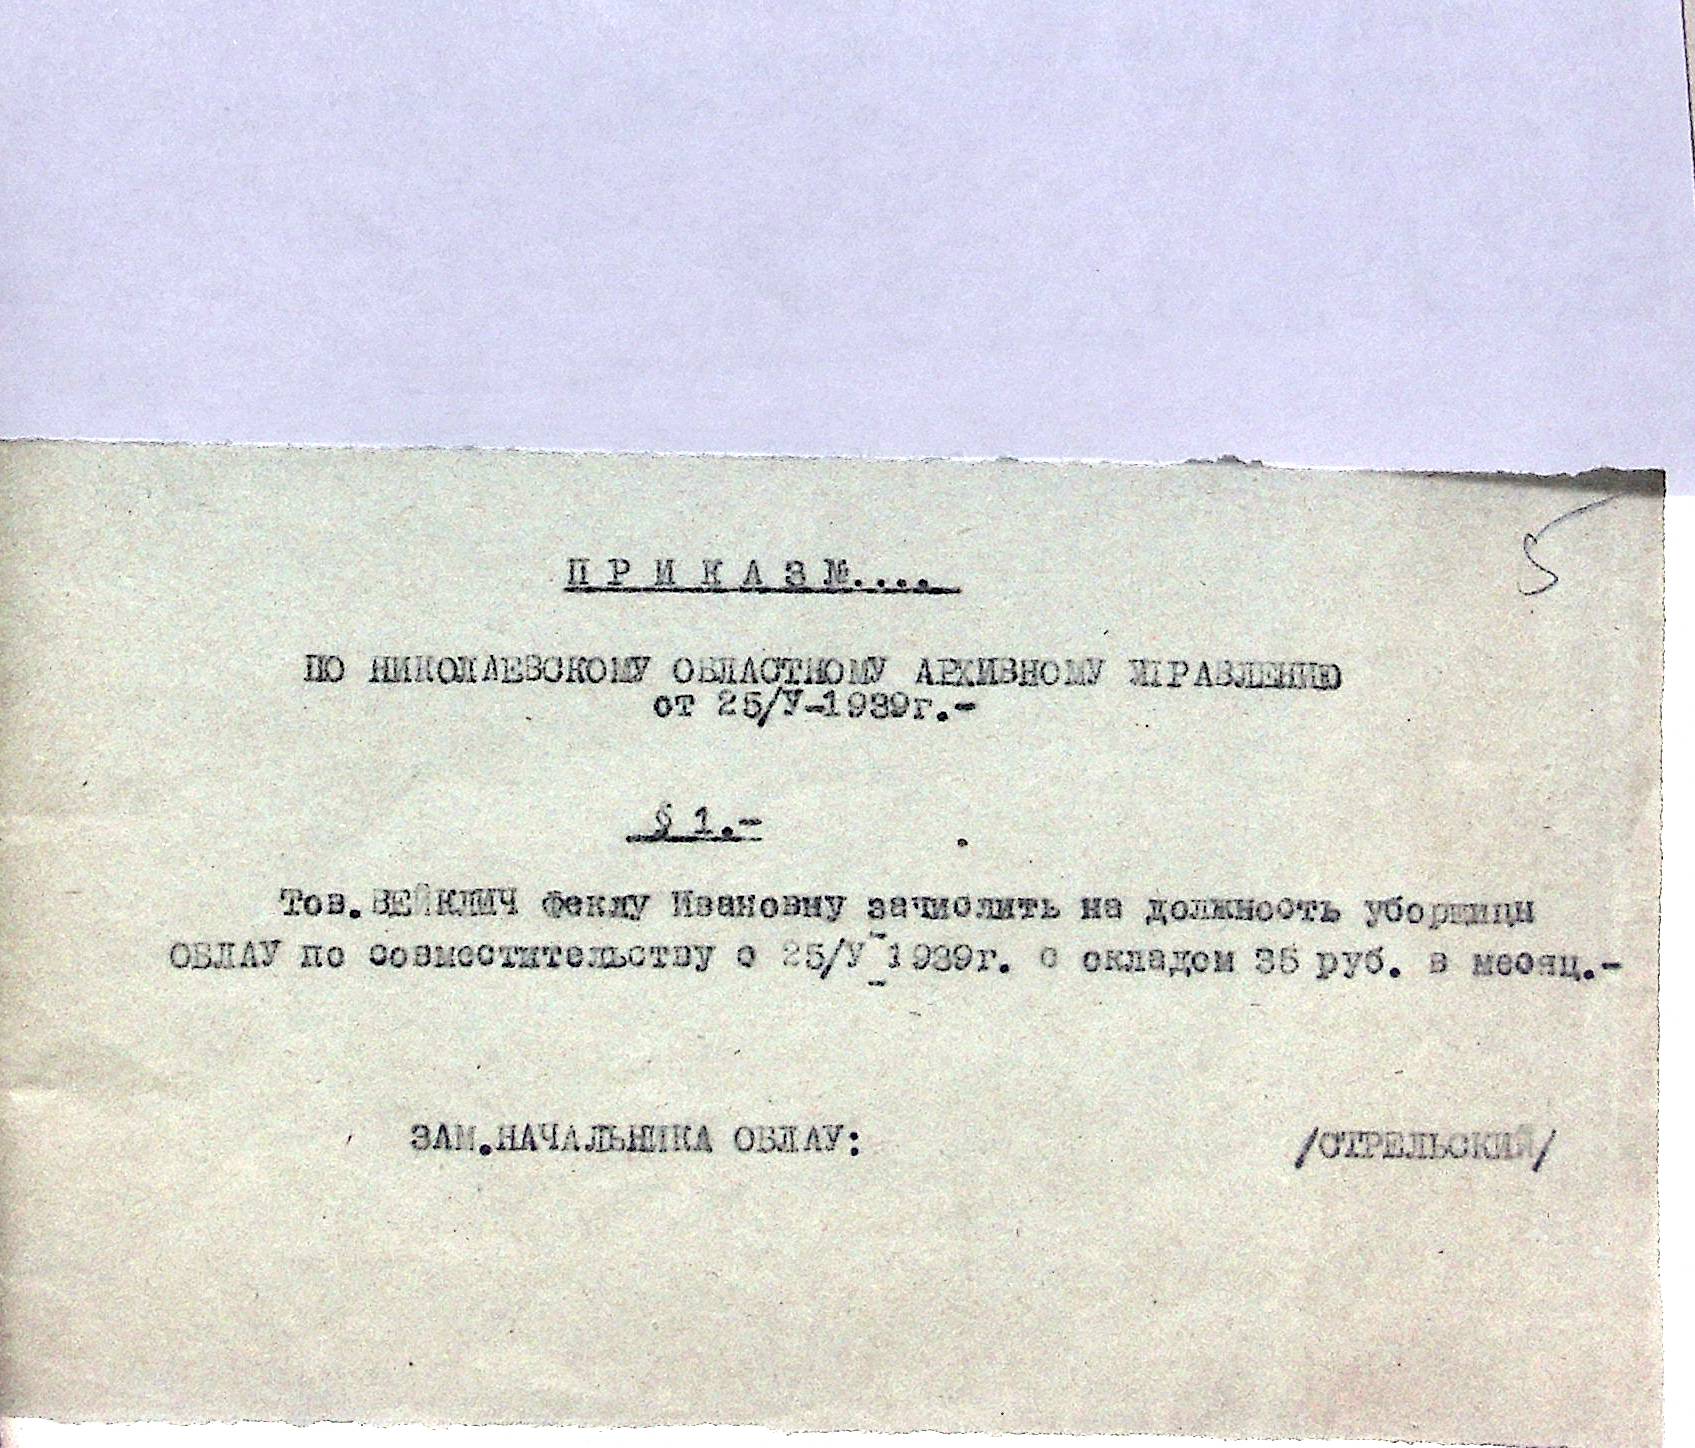 5
П Р И К А З №....
ПО НИКОЛАЕВСКОМУ ОБЛАСТНОМУ АРХИВНОМУ УПРАВЛЕНИЮ
от 25/У-1939г.-
§ 1.-
Тов. ВЕЙКЛИЧ Феклу Ивановну зачислить на должность уборщицы
ОБЛАУ по совместительству с 25/У-1939г. с окладом 35 руб. в месяц.-
ЗАМ.НАЧАЛЬНИКА ОБЛАУ: /СТРЕЛЬСКИЙ/